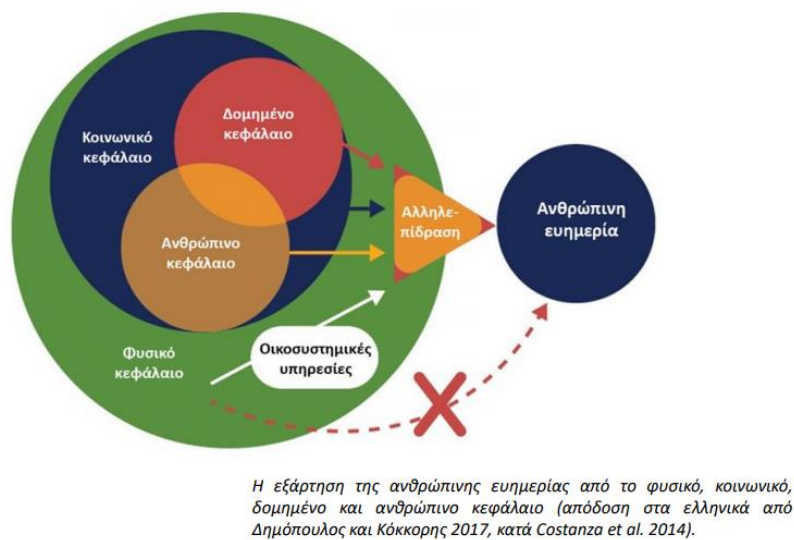 Δομημένο
κεφάλαιο
Κοινωνικό
κεφάλαιο
Αλληλε-
πίδραση
Ανθρώπινη
ευημερία
Ανθρώπινο
κεφάλαιο
Φυσικό
κεφάλαιο
Οικοσυστημικές
υπηρεσίες
Η εξάρτηση της ανθρώπινης ευημερίας από το φυσικό, κοινωνικό,
δομημένο και ανθρώπινο κεφάλαιο (απόδοση στα ελληνικά από
Δημόπουλος και Κόκκορης 2017, κατά Costanza et al. 2014).